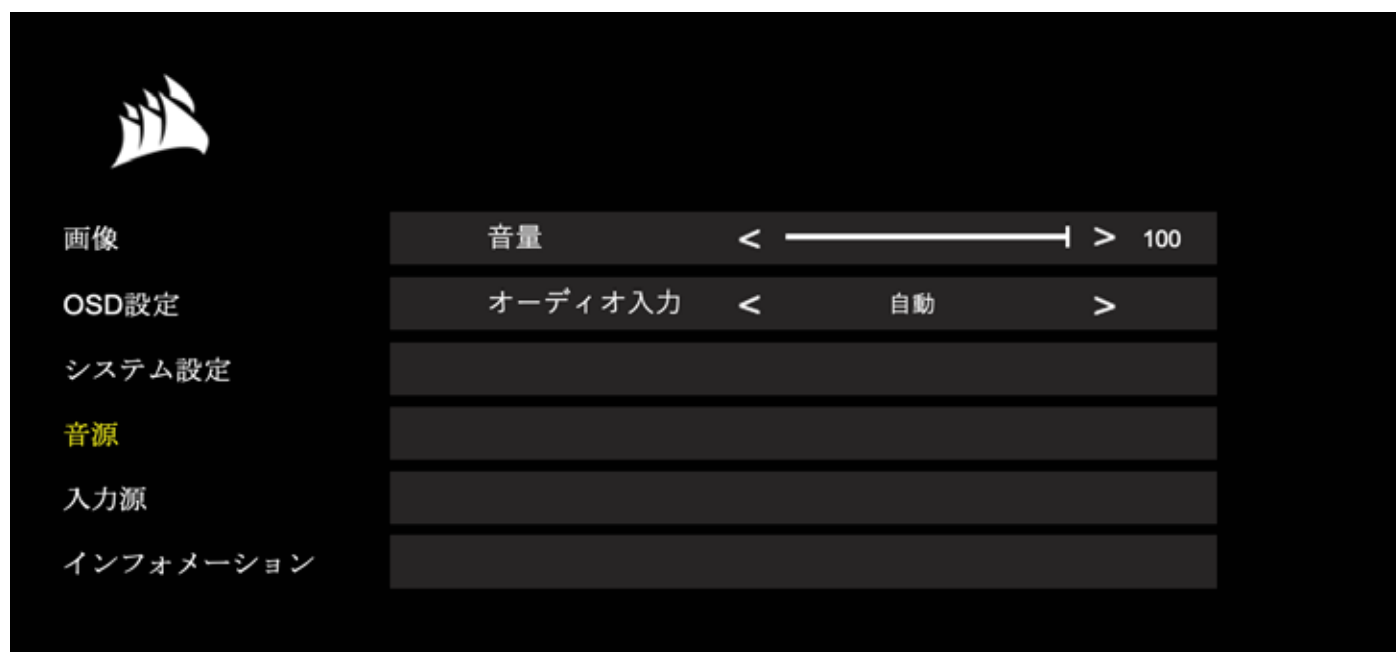 画像
音量 < > 100
OSD設定
オーディオ入力 < 自動 >
システム設定
音源
入力源
インフォメーション